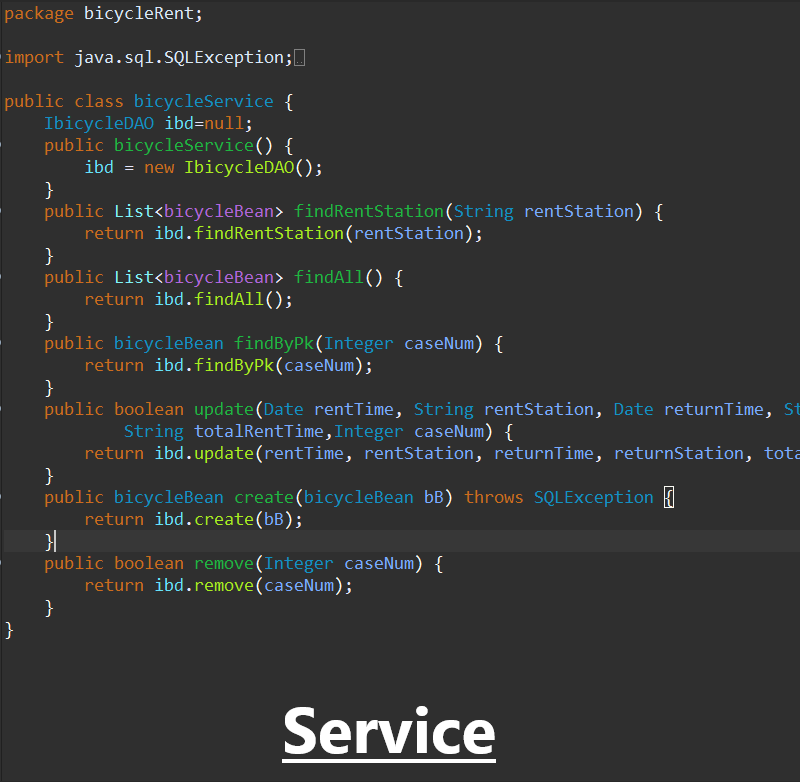 package bicycleRent;
import java.sql.SQLException;
public class bicycleService {
IbicycleDAO ibd=null;
public bicycleService() {
ibd = new IbicycleDAO();
}
public List<bicycleBean> findRentStation(String rentStation) {
return ibd.findRentStation(rentStation);
}
public List<bicycleBean> findAll() {
return ibd.findAll();
}
public bicycleBean findByPk(Integer caseNum) {
return ibd.findByPk(caseNum);
}
public boolean update(Date rentTime, String rentStation, Date returnTime, St
String totalRentTime,Integer caseNum) {
return ibd.update(rentTime, rentStation, returnTime, returnStation, tota
}
public bicycleBean create(bicycleBean bB) throws SQLException {
return ibd.create(bB);
}
public boolean remove(Integer caseNum) {
return ibd.remove(caseNum);
}
}
Service